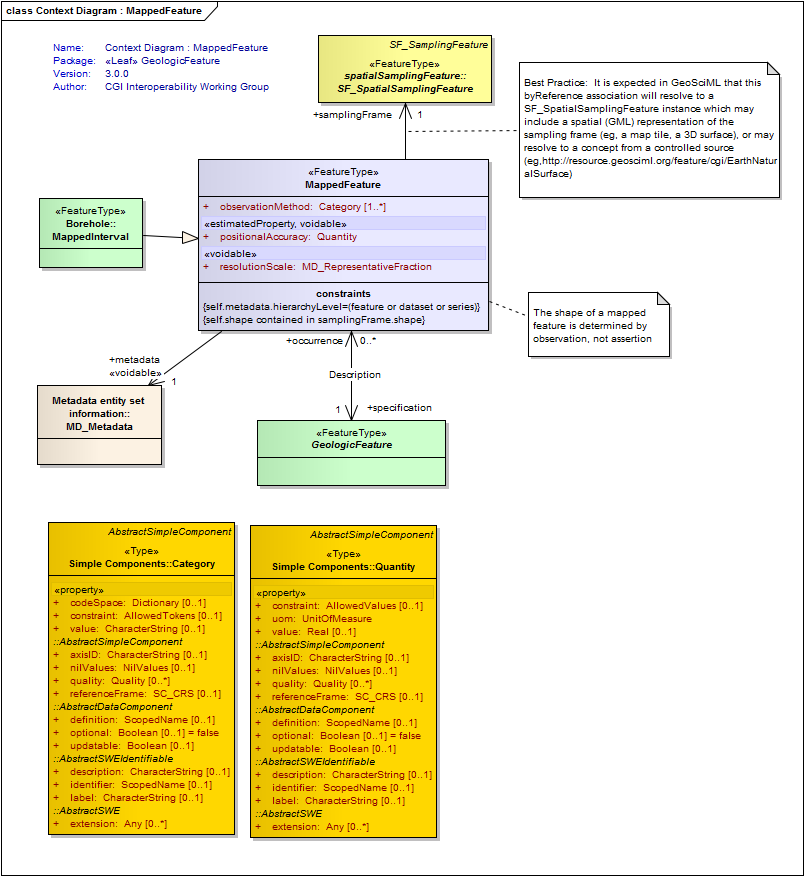 class Context Diagram : MappedFeature
Name: Context Diagram : MappedFeature
Package: «Leaf» GeologicFeature
Version: 3.0.0
Author: CGI Interoperability Working Group
SF_SamplingFeature
«FeatureType»
spatialSamplingFeature::
SF_SpatialSamplingFeature
Best Practice: It is expected in GeoSciML that this
byReference association will resolve to a
SF_SpatialSamplingFeature instance which may
include a spatial (GML) representation of the
sampling frame (eg, a map tile, a 3D surface), or may
resolve to a concept from a controlled source
(eg,http://resource.geosciml.org/feature/cgi/EarthNatur
alSurface)
+samplingFrame 1
«FeatureType»
MappedFeature
+ observationMethod: Category [1..*]
«estimatedProperty, voidable»
+ positionalAccuracy: Quantity
«voidable»
+ resolutionScale: MD_RepresentativeFraction
constraints
{self.metadata.hierarchyLevel=(feature or dataset or series)}
{self.shape contained in samplingFrame.shape}
«FeatureType»
Borehole::
MappedInterval
The shape of a mapped
feature is determined by
observation, not assertion
+occurrence 0..*
+metadata
«voidable»
1
Description
1 +specification
Metadata entity set
information::
MD_Metadata
«FeatureType»
GeologicFeature
AbstractSimpleComponent
«Type»
Simple Components::Category
«property»
+ codeSpace: Dictionary [0..1]
+ constraint: AllowedTokens [0..1]
+ value: CharacterString [0..1]
::AbstractSimpleComponent
+ axisID: CharacterString [0..1]
+ nilValues: NilValues [0..1]
+ quality: Quality [0..*]
+ referenceFrame: SC_CRS [0..1]
::AbstractDataComponent
+ definition: ScopedName [0..1]
+ optional: Boolean [0..1] = false
+ updatable: Boolean [0..1]
::AbstractSWEIdentifiable
+ description: CharacterString [0..1]
+ identifier: ScopedName [0..1]
+ label: CharacterString [0..1]
::AbstractSWE
+ extension: Any [0..*]
AbstractSimpleComponent
«Type»
Simple Components::Quantity
«property»
+ constraint: AllowedValues [0..1]
+ uom: UnitOfMeasure
+ value: Real [0..1]
::AbstractSimpleComponent
+ axisID: CharacterString [0..1]
+ nilValues: NilValues [0..1]
+ quality: Quality [0..*]
+ referenceFrame: SC_CRS [0..1]
::AbstractDataComponent
+ definition: ScopedName [0..1]
+ optional: Boolean [0..1] = false
+ updatable: Boolean [0..1]
::AbstractSWEIdentifiable
+ description: CharacterString [0..1]
+ identifier: ScopedName [0..1]
+ label: CharacterString [0..1]
::AbstractSWE
+ extension: Any [0..*]